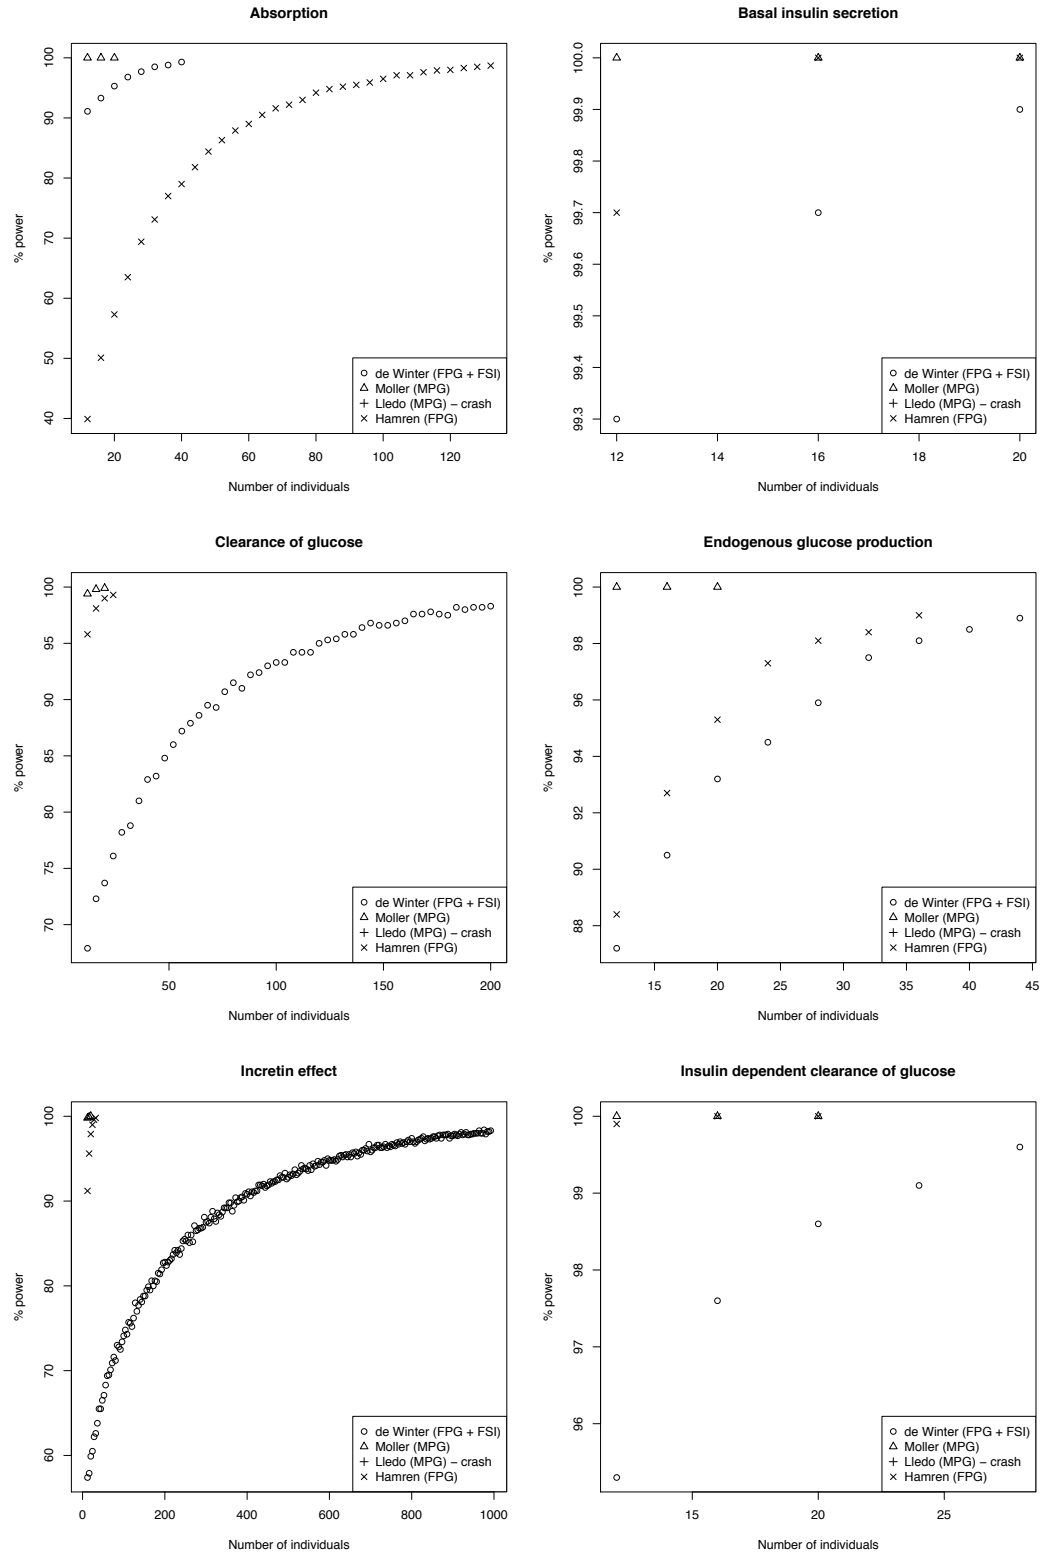 Absorption
% power
100
90
80
70
60
50
40
20 40 60 80 100 120
Number of individuals
de Winter (FPG + FSI)
Moller (MPG)
Lledo (MPG) − crash
Hamren (FPG)
Basal insulin secretion
% power
100.0
99.9
99.8
99.7
99.6
99.5
99.4
99.3
12 14 16 18 20
Number of individuals
de Winter (FPG + FSI)
Moller (MPG)
Lledo (MPG) − crash
Hamren (FPG)
Clearance of glucose
% power
100
95
90
85
80
75
70
50 100 150 200
Number of individuals
de Winter (FPG + FSI)
Moller (MPG)
Lledo (MPG) − crash
Hamren (FPG)
Endogenous glucose production
% power
100
98
96
94
92
90
88
15 20 25 30 35 40 45
Number of individuals
de Winter (FPG + FSI)
Moller (MPG)
Lledo (MPG) − crash
Hamren (FPG)
Incretin effect
% power
100
90
80
70
60
0 200 400 600 800 1000
Number of individuals
de Winter (FPG + FSI)
Moller (MPG)
Lledo (MPG) − crash
Hamren (FPG)
Insulin dependent clearance of glucose
% power
100
99
98
97
96
15 20 25
Number of individuals
de Winter (FPG + FSI)
Moller (MPG)
Lledo (MPG) − crash
Hamren (FPG)